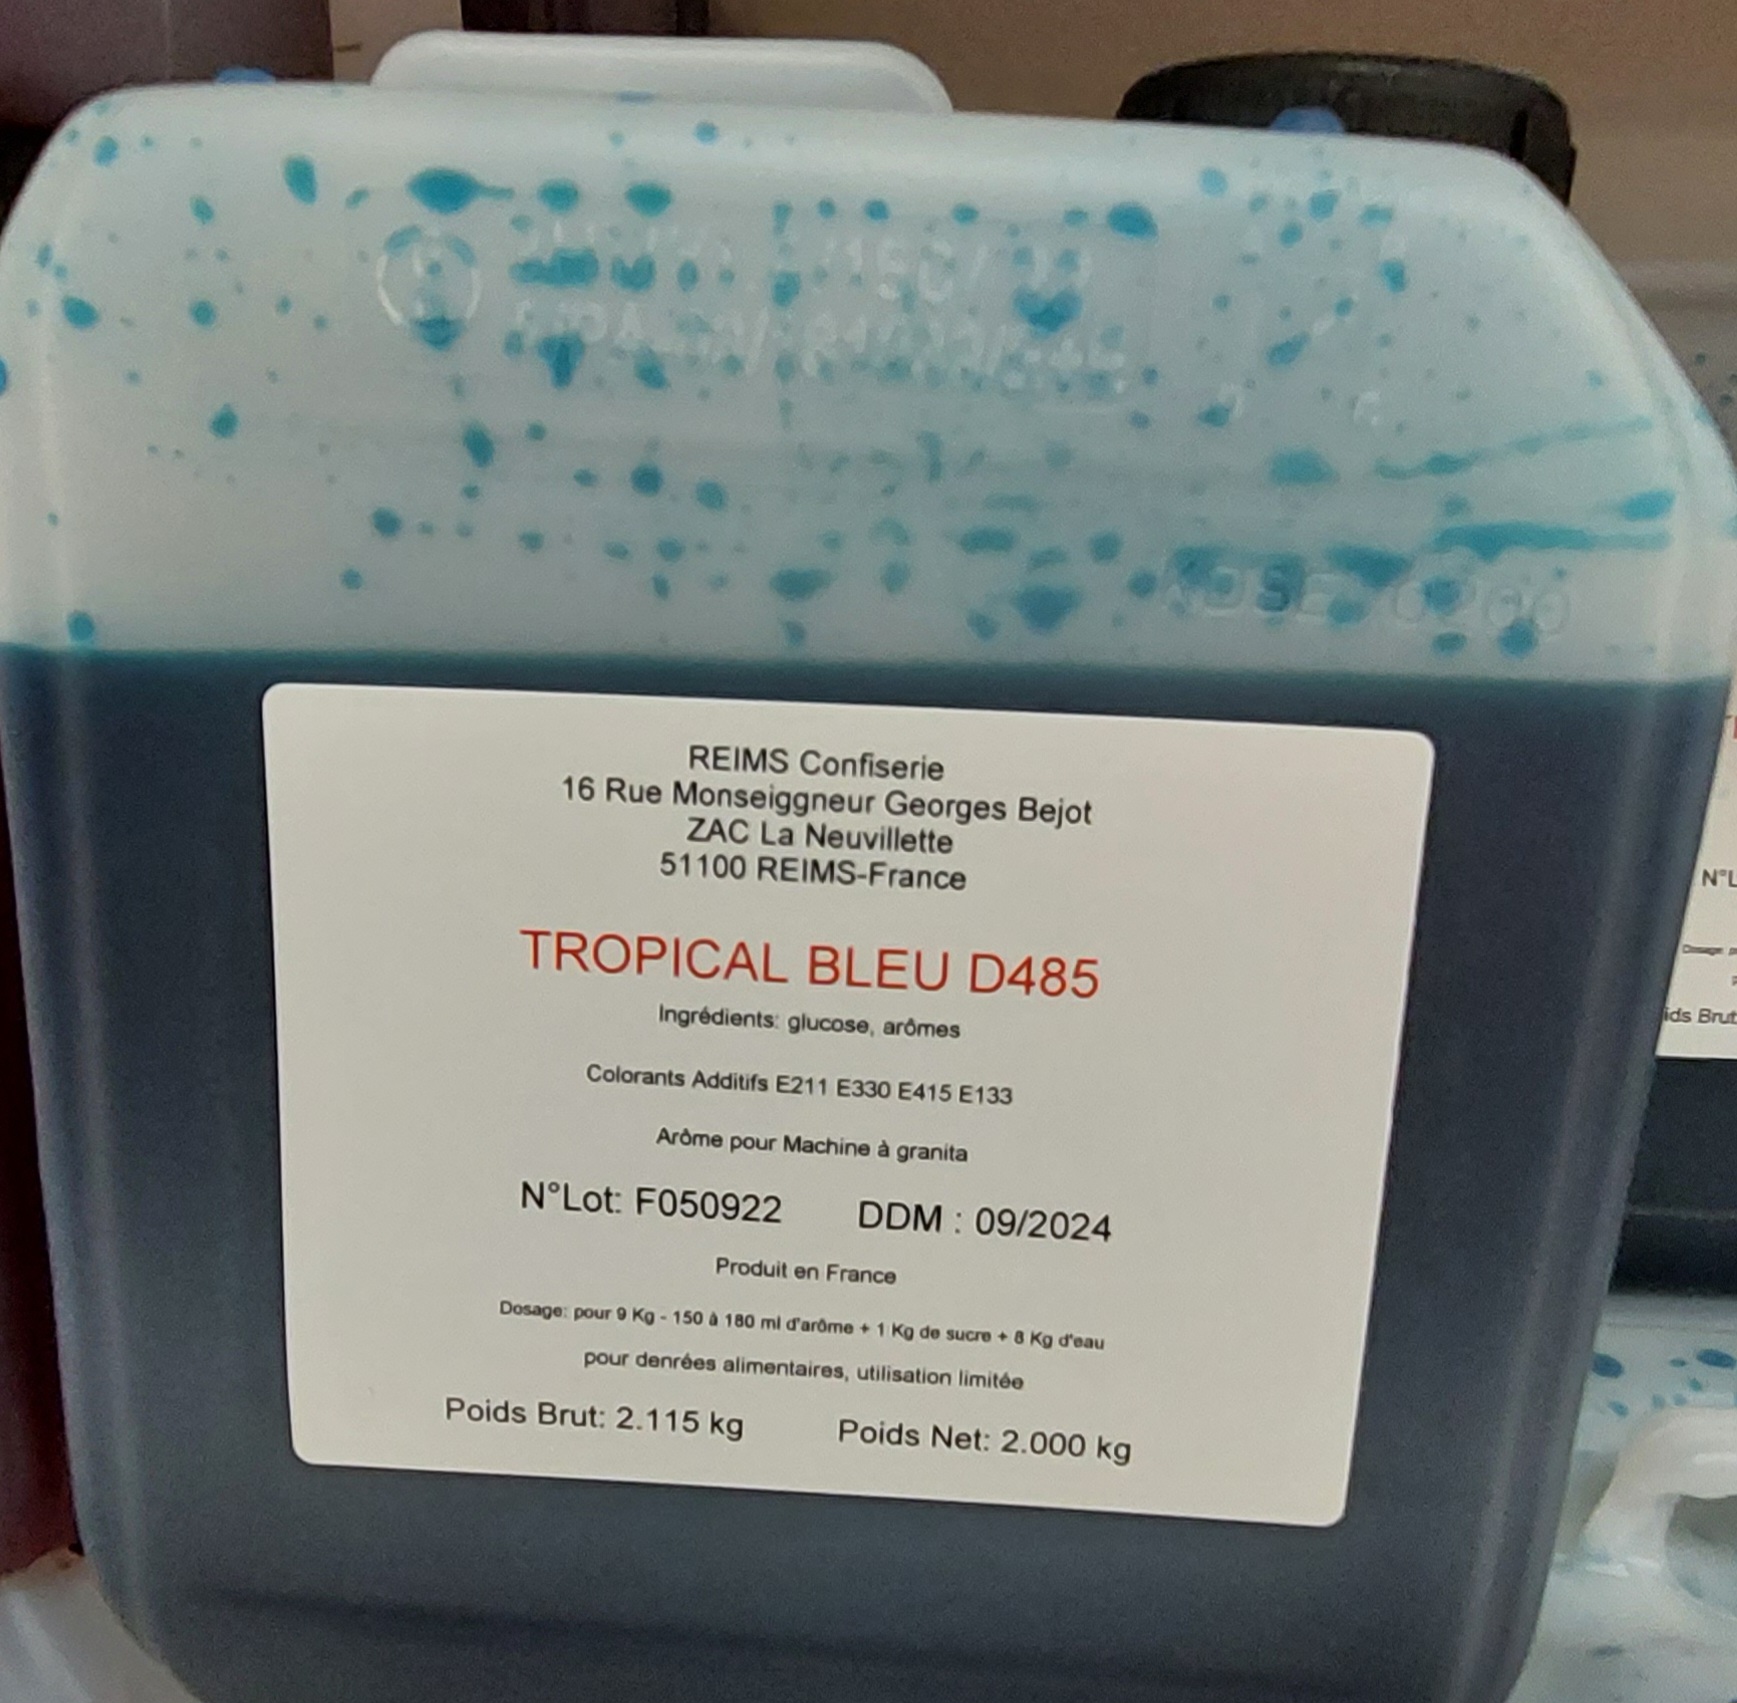 REIMS Confiserie
16 Rue Monseiggneur Georges Bejot
ZAC La Neuvillette
51100 REIMS-France
TROPICAL BLEU D485
Ingrédients: glucose, arômes
Colorants Additifs E211 E330 E415 E133
Arôme pour Machine à granita
N°Lot: F050922 DDM : 09/2024
Produit en France
Dosage: pour 9 Kg - 150 à 180 ml d'arôme + 1 Kg de sucre + 8 Kg d'eau
pour denrées alimentaires, utilisation limitée
Poids Brut: 2.115 kg Poids Net: 2.000 kg
N°L
ids Brut